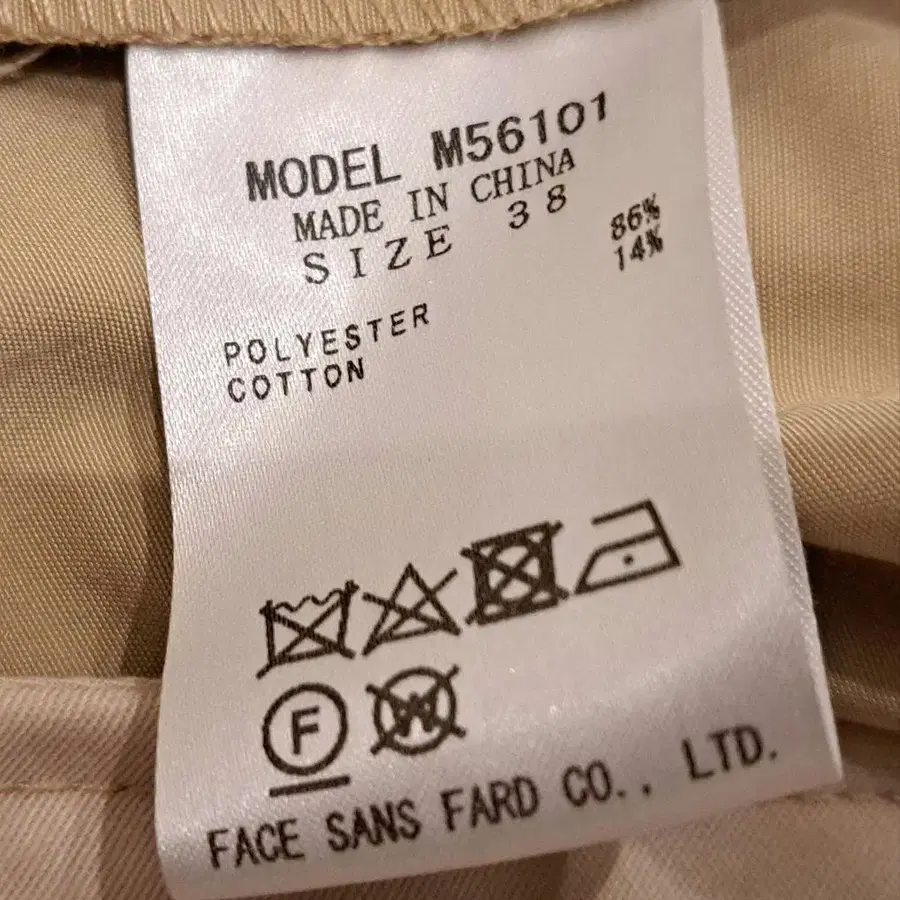 MODEL M56101
MADE IN CHINA
SIZE 38
POLYESTER 86%
COTTON 14%
F
W
FACE SANS FARD CO., LTD.